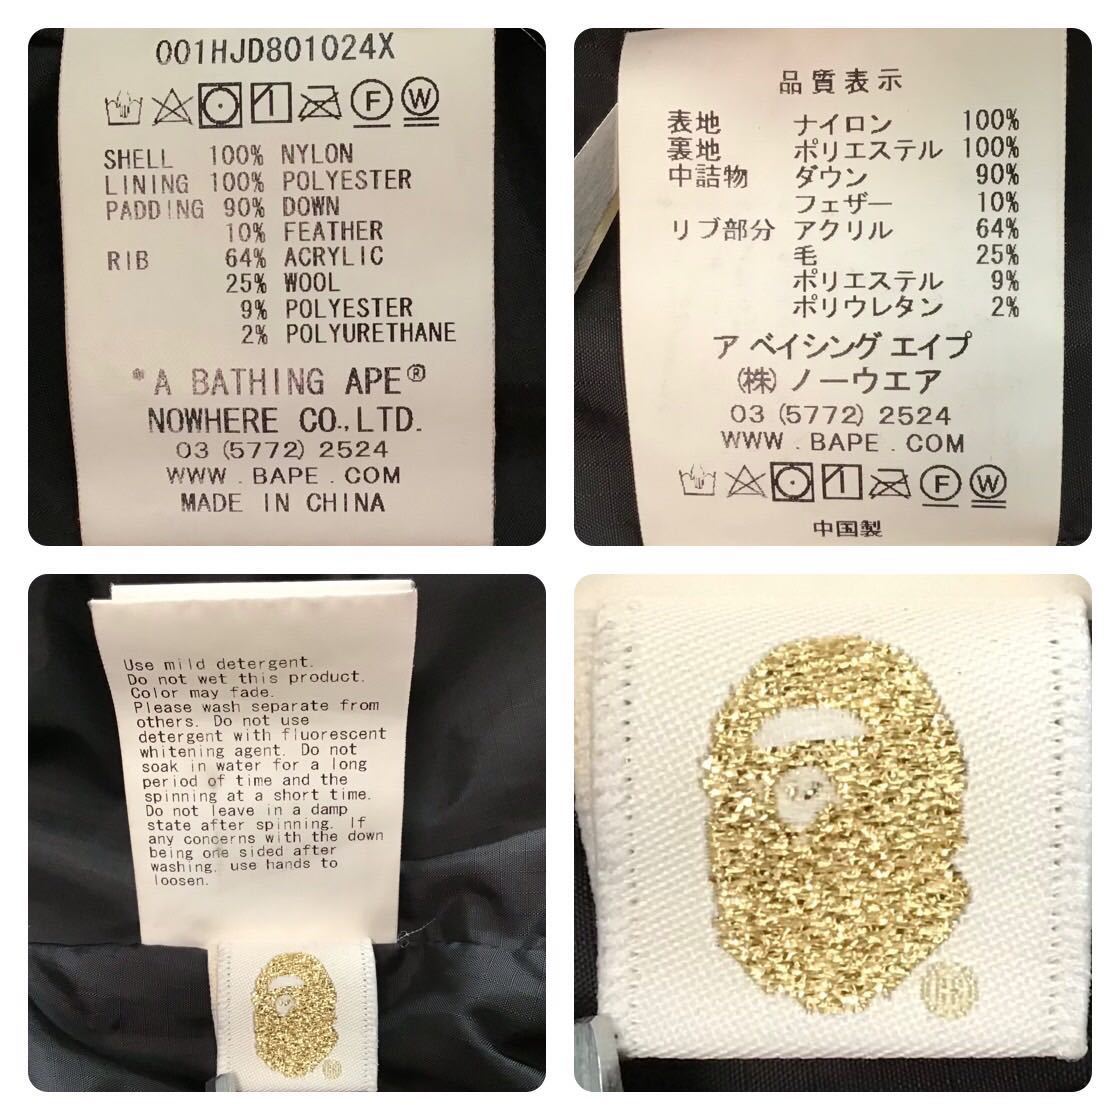 001HJD801024X
F W
SHELL 100% NYLON
LINING 100% POLYESTER
PADDING 90% DOWN
10% FEATHER
RIB 64% ACRYLIC
25% WOOL
9% POLYESTER
2% POLYURETHANE
*A BATHING APE®
NOWHERE CO.,LTD.
03 (5772) 2524
WWW . BAPE . COM
MADE IN CHINA
品質表示
表地 ナイロン 100%
裏地 ポリエステル 100%
中詰物 ダウン 90%
フェザー 10%
リブ部分 アクリル 64%
毛 25%
ポリエステル 9%
ポリウレタン 2%
ア ベイシング エイプ
(株) ノーウエア
03 (5772) 2524
WWW . BAPE . COM
F W
中国製
Use mild detergent.
Do not wet this product.
Color may fade.
Please wash separate from
others. Do not use
detergent with fluorescent
whitening agent. Do not
soak in water for a long
period of time and the
spinning at a short time.
Do not leave in a damp
state after spinning. If
any concerns with the down
being one sided after
washing, use hands to
loosen.
®
®